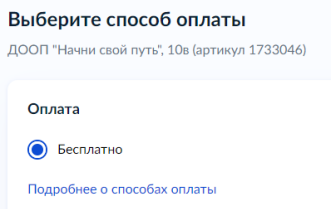 Выберите способ оплаты
ДООП "Начни свой путь", 10в (артикул 1733046)
Оплата
Бесплатно
Подробнее о способах оплаты